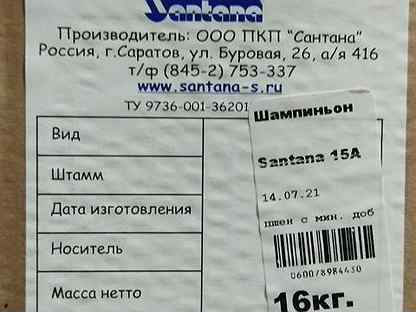 Santana
Производитель: ООО ПКП "Сантана"
Россия, г.Саратов, ул. Буровая, 26, а/я 416
т/ф (845-2) 753-337
www.santana-s.ru
ТУ 9736-001-36201
Вид
Штамм
Дата изготовления
Носитель
Масса нетто
Шампиньон
Santana 15A
14.07.21
пшен с мин. доб
060078984430
16кг.